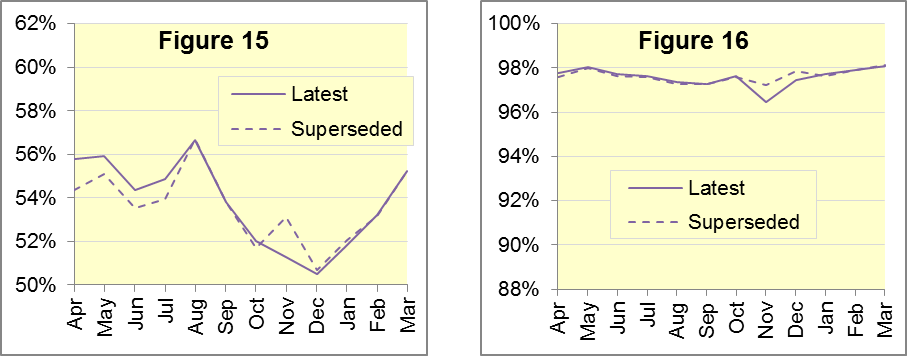 Figure 15
62%
60%
58%
56%
54%
52%
50%
Latest
Superseded
Apr
May
Jun
Jul
Aug
Sep
Oct
Nov
Dec
Jan
Feb
Mar
Figure 16
100%
98%
96%
94%
92%
90%
88%
Latest
Superseded
Apr
May
Jun
Jul
Aug
Sep
Oct
Nov
Dec
Jan
Feb
Mar